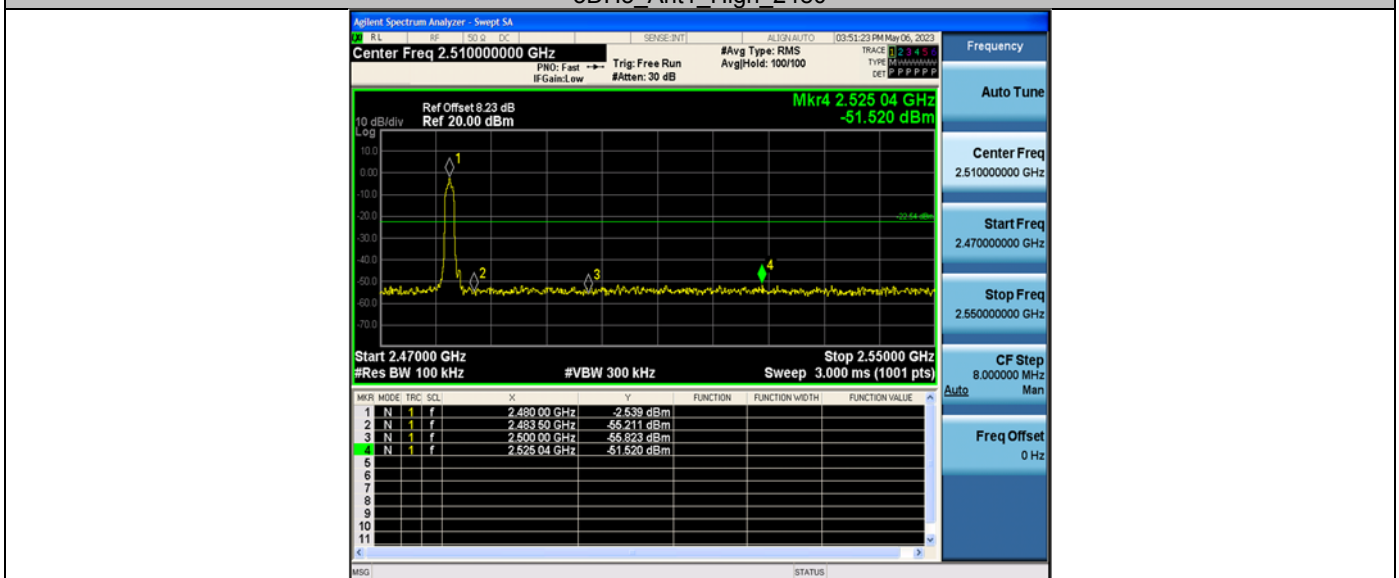 Agilent Spectrum Analyzer - Swept SA
RL RF 50 Ω DC SENSE:INT ALIGNAUTO 03:51:23 PM May 06, 2023
Center Freq 2.510000000 GHz #Avg Type: RMS TRACE 1 2 3 4 5 6
PNO: Fast Trig: Free Run Avg|Hold: 100/100 TYPE M
IFGain:Low #Atten: 30 dB DET P P P P P P
Mkr4 2.525 04 GHz
Ref Offset 8.23 dB
10 dB/div Ref 20.00 dBm -51.520 dBm
Log
10.0
0.00
-10.0
-20.0
-22.54 dBm
-30.0
-40.0
-50.0
-60.0
-70.0
1
2
3
4
Start 2.47000 GHz Stop 2.55000 GHz
#Res BW 100 kHz #VBW 300 kHz Sweep 3.000 ms (1001 pts)
MKR MODE TRC SCL X Y FUNCTION FUNCTION WIDTH FUNCTION VALUE
1 N 1 f 2.480 00 GHz -2.539 dBm
2 N 1 f 2.483 50 GHz -55.211 dBm
3 N 1 f 2.500 00 GHz -55.823 dBm
4 N 1 f 2.525 04 GHz -51.520 dBm
5
6
7
8
9
10
11
MSG STATUS
Frequency
Auto Tune
Center Freq
2.510000000 GHz
Start Freq
2.470000000 GHz
Stop Freq
2.550000000 GHz
CF Step
8.000000 MHz
Auto Man
Freq Offset
0 Hz